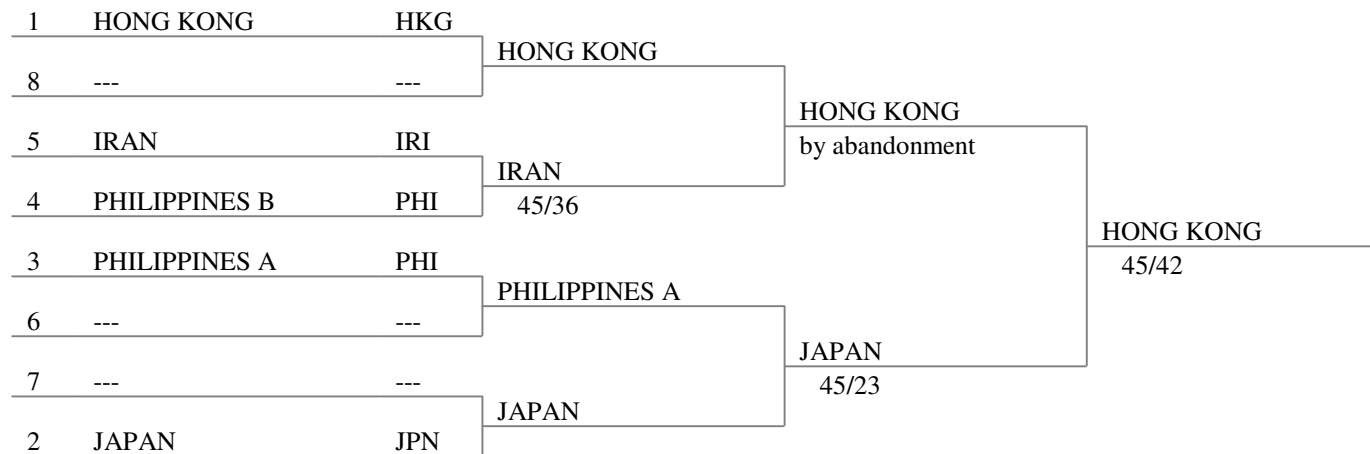 1 HONG KONG HKG
HONG KONG
8 --- ---
HONG KONG
by abandonment
5 IRAN IRI
IRAN
45/36
4 PHILIPPINES B PHI
HONG KONG
45/42
3 PHILIPPINES A PHI
PHILIPPINES A
6 --- ---
JAPAN
45/23
7 --- ---
JAPAN
2 JAPAN JPN